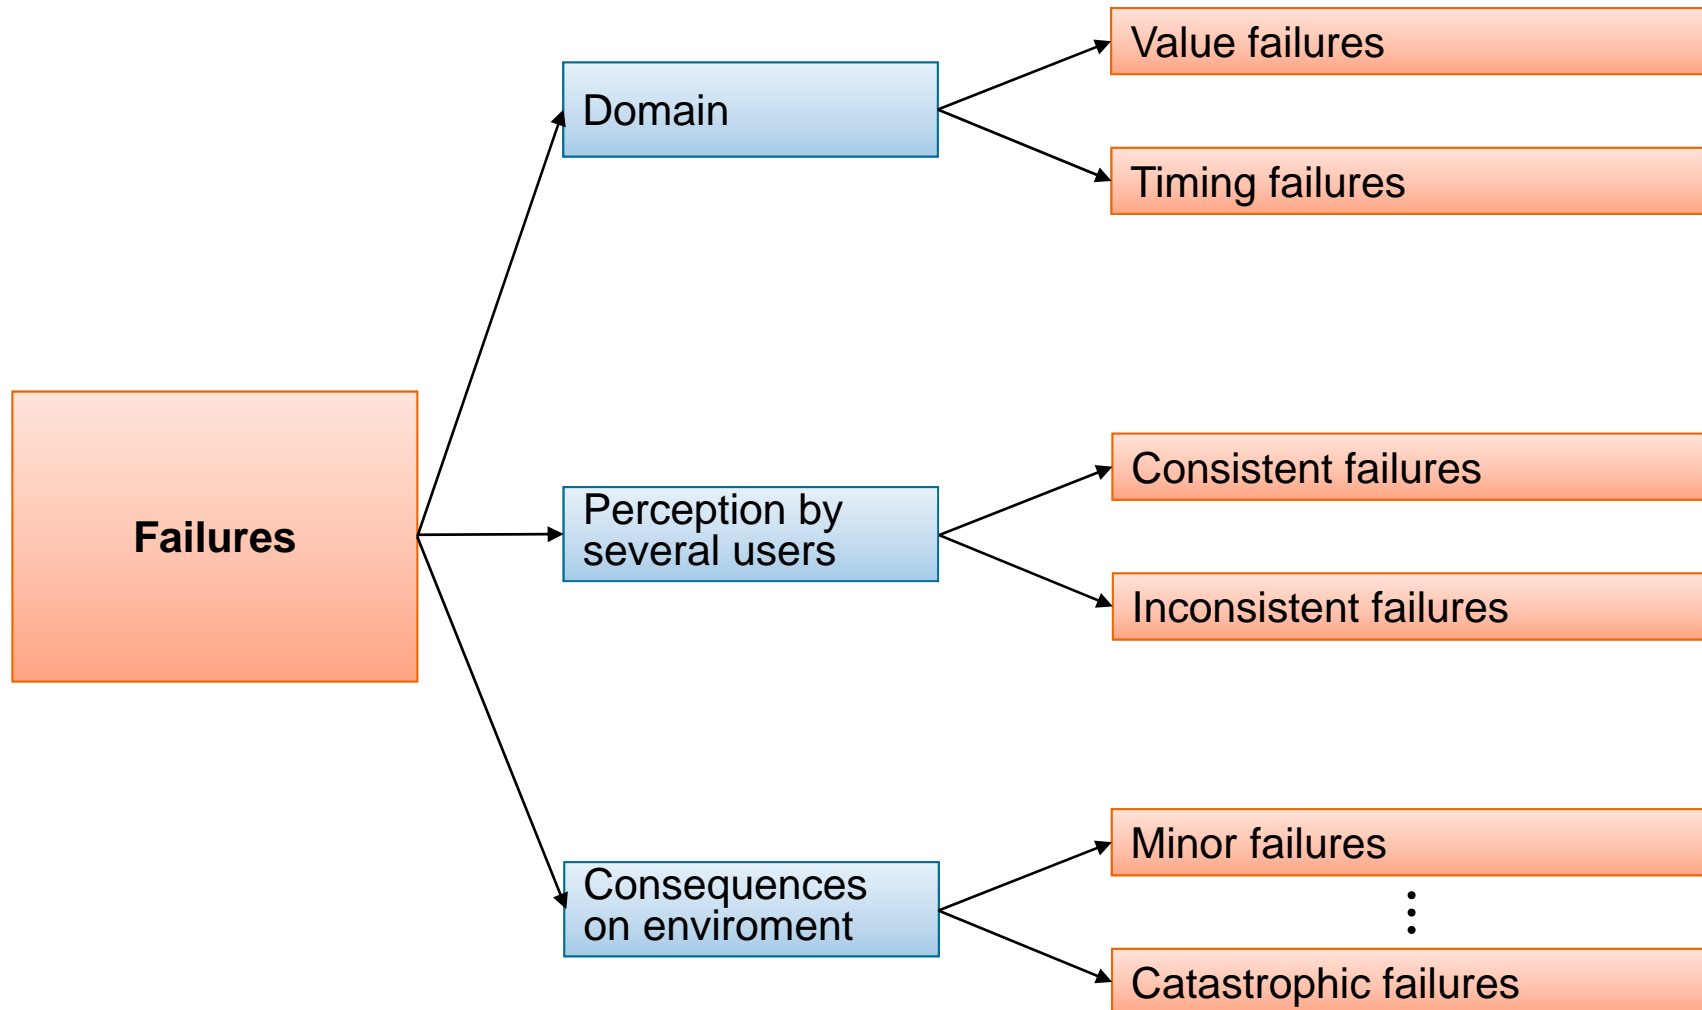 Value failures
Domain
Timing failures
Consistent failures
Failures
Perception by
several users
Inconsistent failures
Minor failures
Consequences
on enviroment
Catastrophic failures